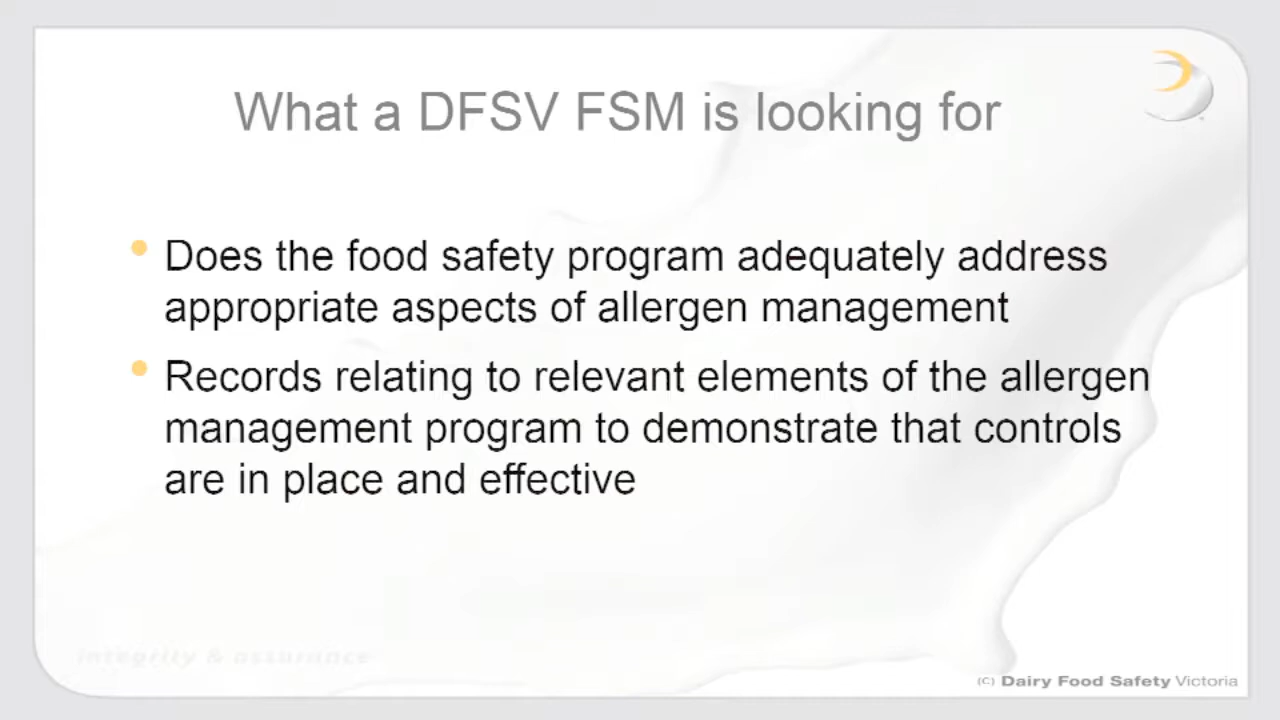 What a DFSV FSM is looking for
• Does the food safety program adequately address
appropriate aspects of allergen management
• Records relating to relevant elements of the allergen
management program to demonstrate that controls
are in place and effective
integrity & assurance
(C) Dairy Food Safety Victoria